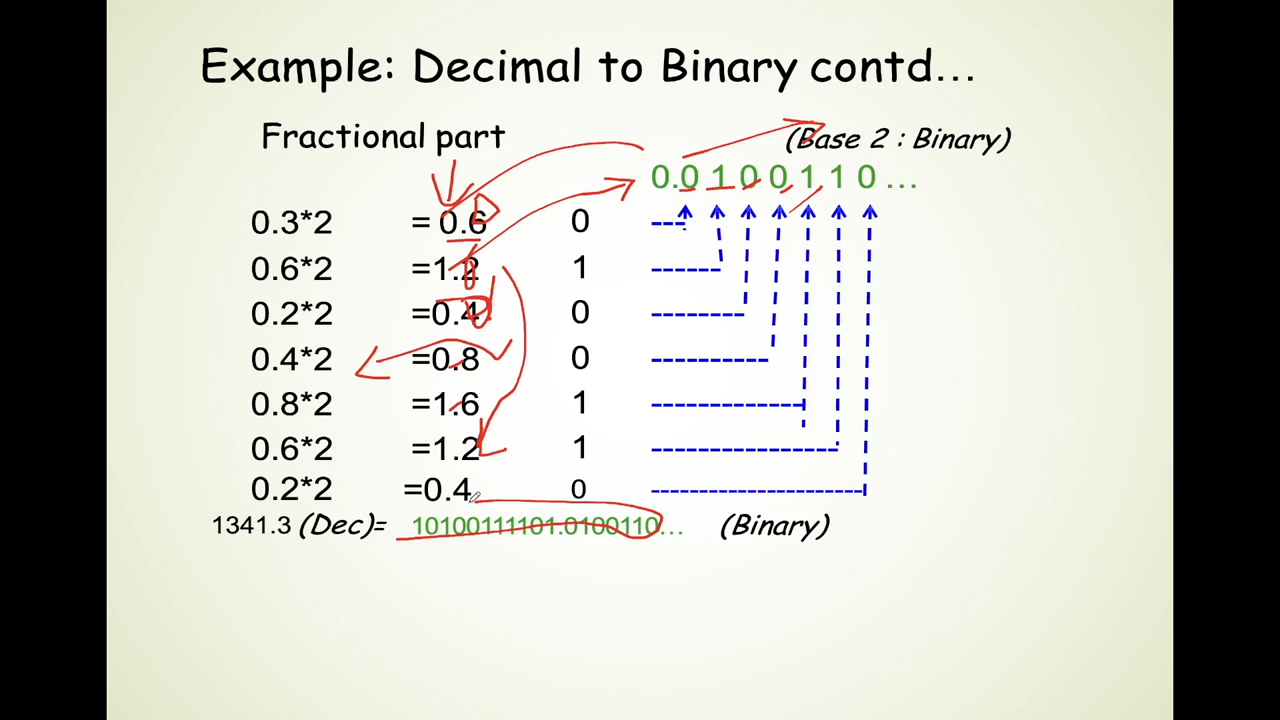 Example: Decimal to Binary contd...
Fractional part (Base 2 : Binary)
0.0 1 0 0 1 1 0 ...
0.3*2 = 0.6 0
0.6*2 =1.2 1
0.2*2 =0.4 0
0.4*2 =0.8 0
0.8*2 =1.6 1
0.6*2 =1.2 1
0.2*2 =0.4 0
1341.3 (Dec)= 10100111101.0100110... (Binary)